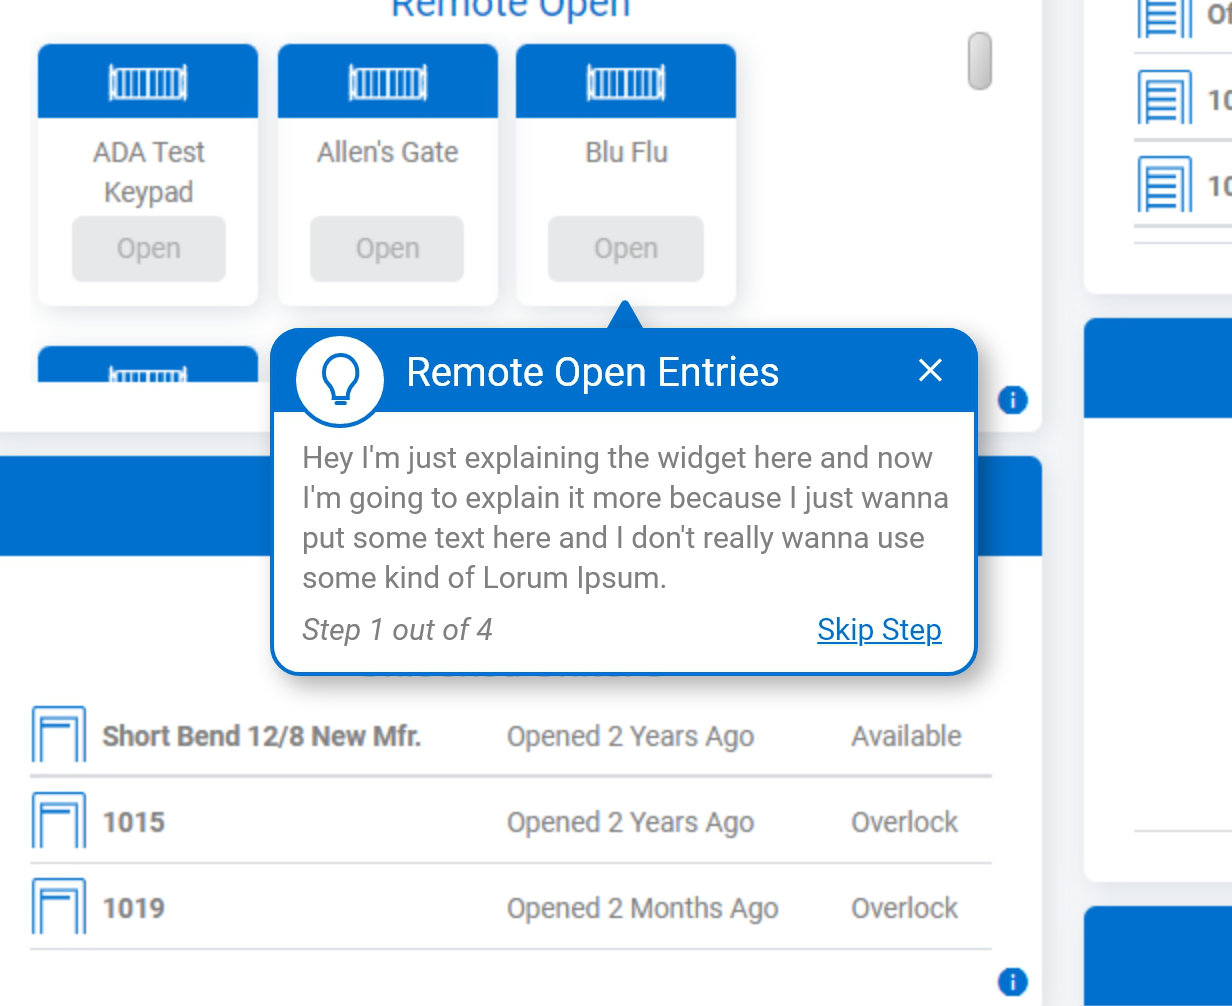 Remote Open
ADA Test
Keypad
Open
Allen's Gate
Open
Blu Flu
Open
Remote Open Entries
Hey I'm just explaining the widget here and now
I'm going to explain it more because I just wanna
put some text here and I don't really wanna use
some kind of Lorum Ipsum.
Step 1 out of 4
Skip Step
Short Bend 12/8 New Mfr. Opened 2 Years Ago Available
1015 Opened 2 Years Ago Overlock
1019 Opened 2 Months Ago Overlock